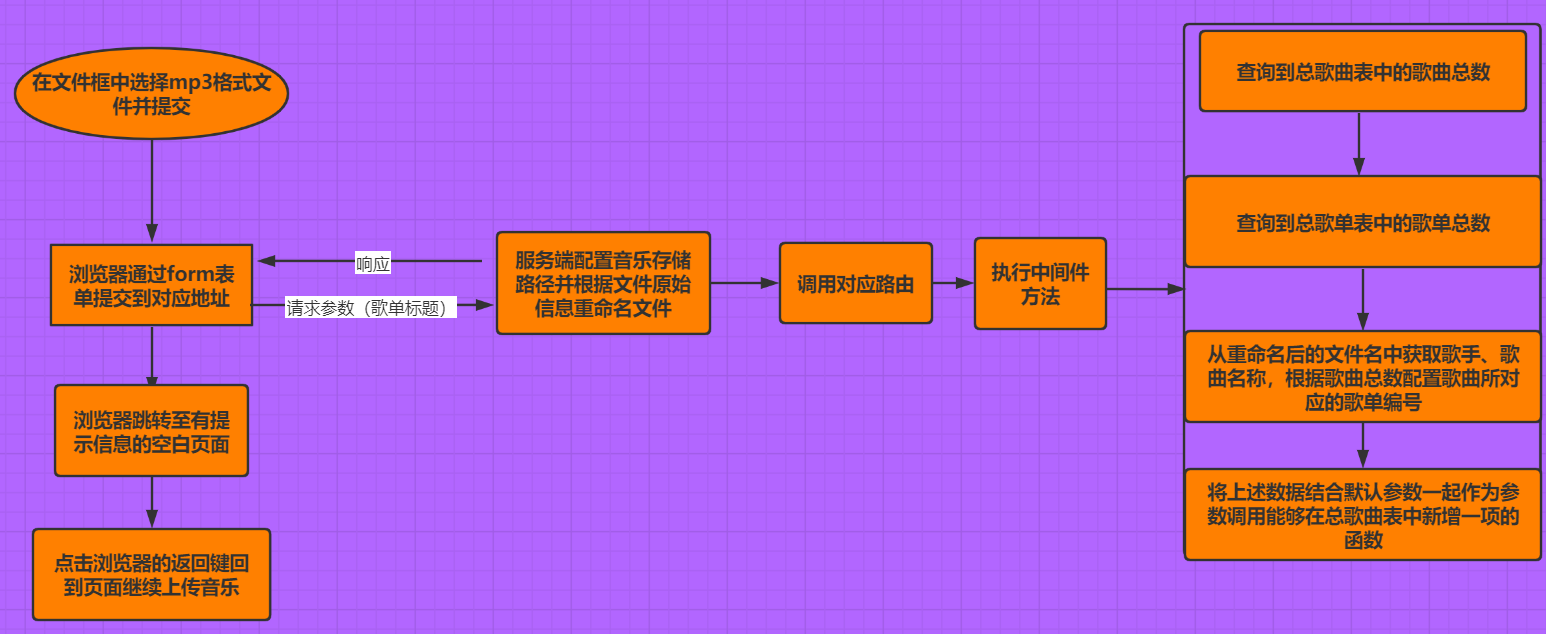 在文件框中选择mp3格式文
件并提交
浏览器通过form表
单提交到对应地址
响应
请求参数（歌单标题）
服务端配置音乐存储
路径并根据文件原始
信息重命名文件
调用对应路由
执行中间件
方法
查询到总歌曲表中的歌曲总数
查询到总歌单表中的歌单总数
从重命名后的文件名中获取歌手、歌
曲名称，根据歌曲总数配置歌曲所对
应的歌单编号
将上述数据结合默认参数一起作为参
数调用能够在总歌曲表中新增一项的
函数
浏览器跳转至有提
示信息的空白页面
点击浏览器的返回键回
到页面继续上传音乐